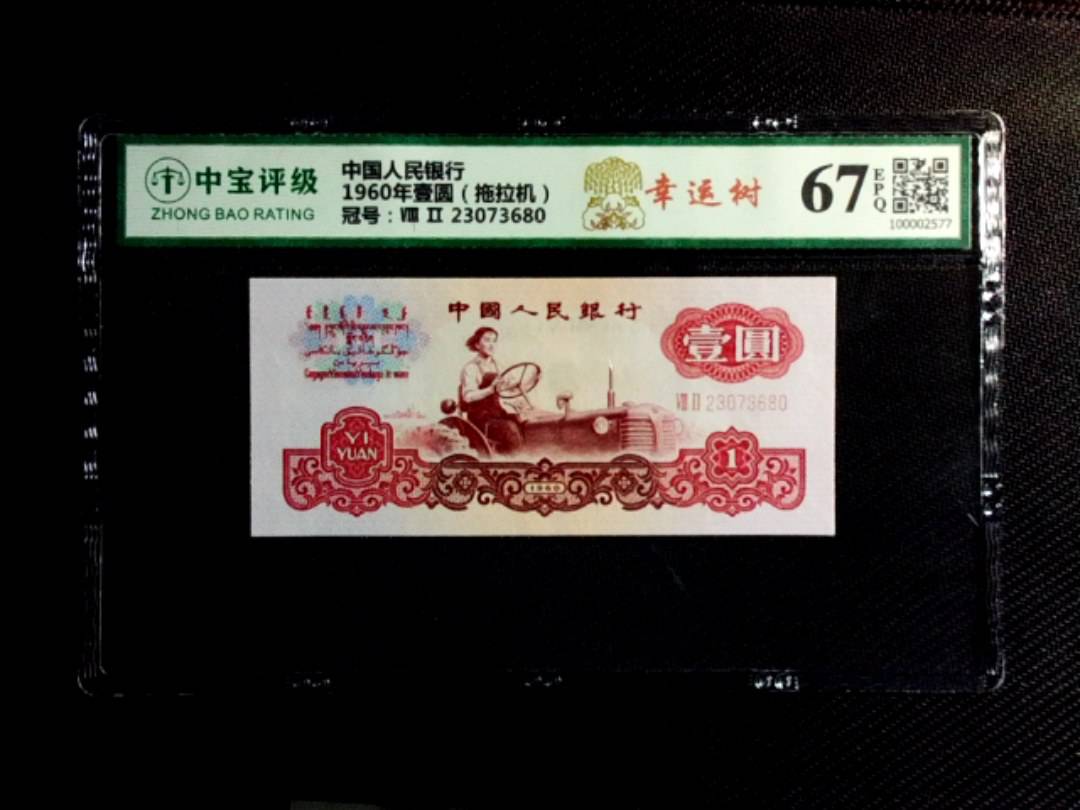 中宝评级
ZHONG BAO RATING
中国人民银行
1960年壹圆（拖拉机）
冠号：Ⅷ Ⅱ 23073680
幸运树
67
EPQ
100002577
中國人民銀行
壹圓
Ⅷ Ⅱ 23073680
YI
YUAN
1960
1